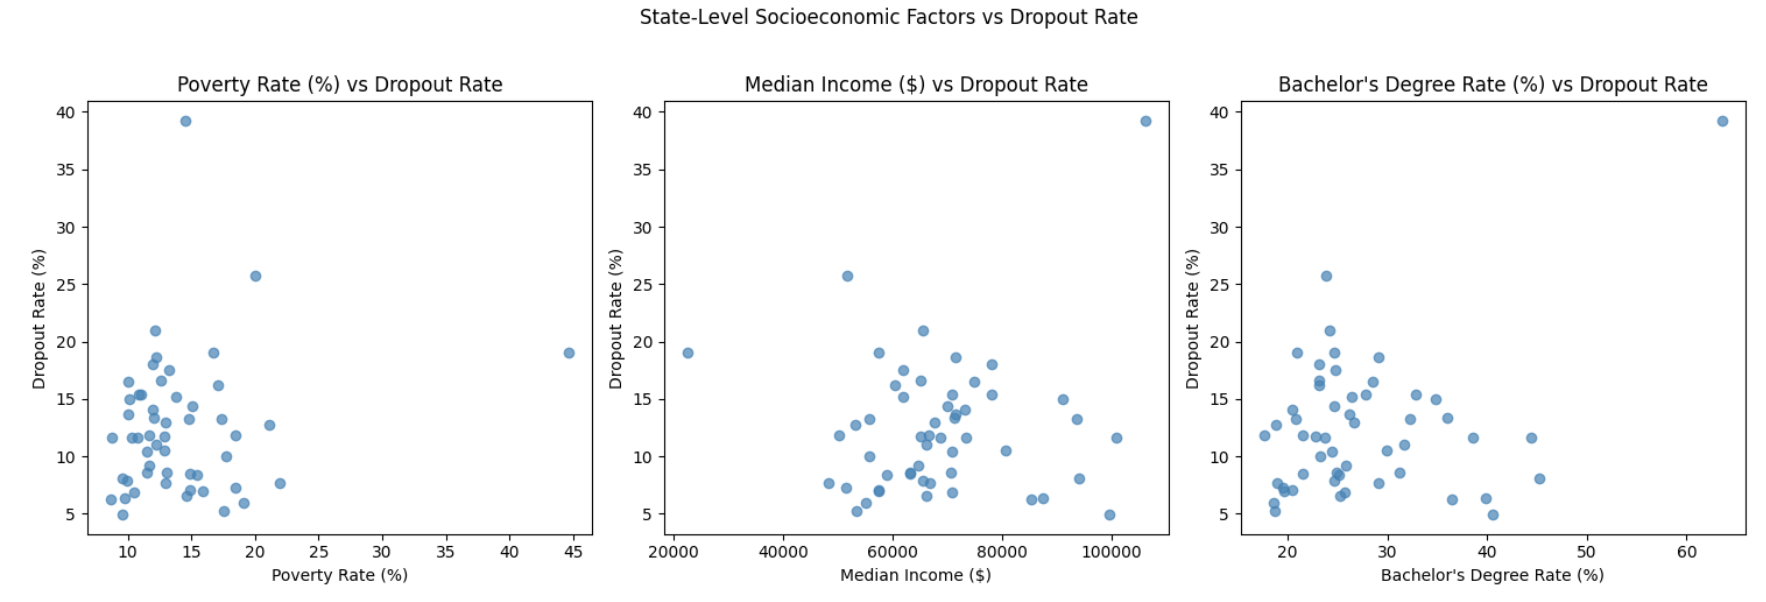 State-Level Socioeconomic Factors vs Dropout Rate
Poverty Rate (%) vs Dropout Rate
40
35
30
25
20
15
10
5
Dropout Rate (%)
10 15 20 25 30 35 40 45
Poverty Rate (%)
Median Income ($) vs Dropout Rate
40
35
30
25
20
15
10
5
Dropout Rate (%)
20000 40000 60000 80000 100000
Median Income ($)
Bachelor's Degree Rate (%) vs Dropout Rate
40
35
30
25
20
15
10
5
Dropout Rate (%)
20 30 40 50 60
Bachelor's Degree Rate (%)